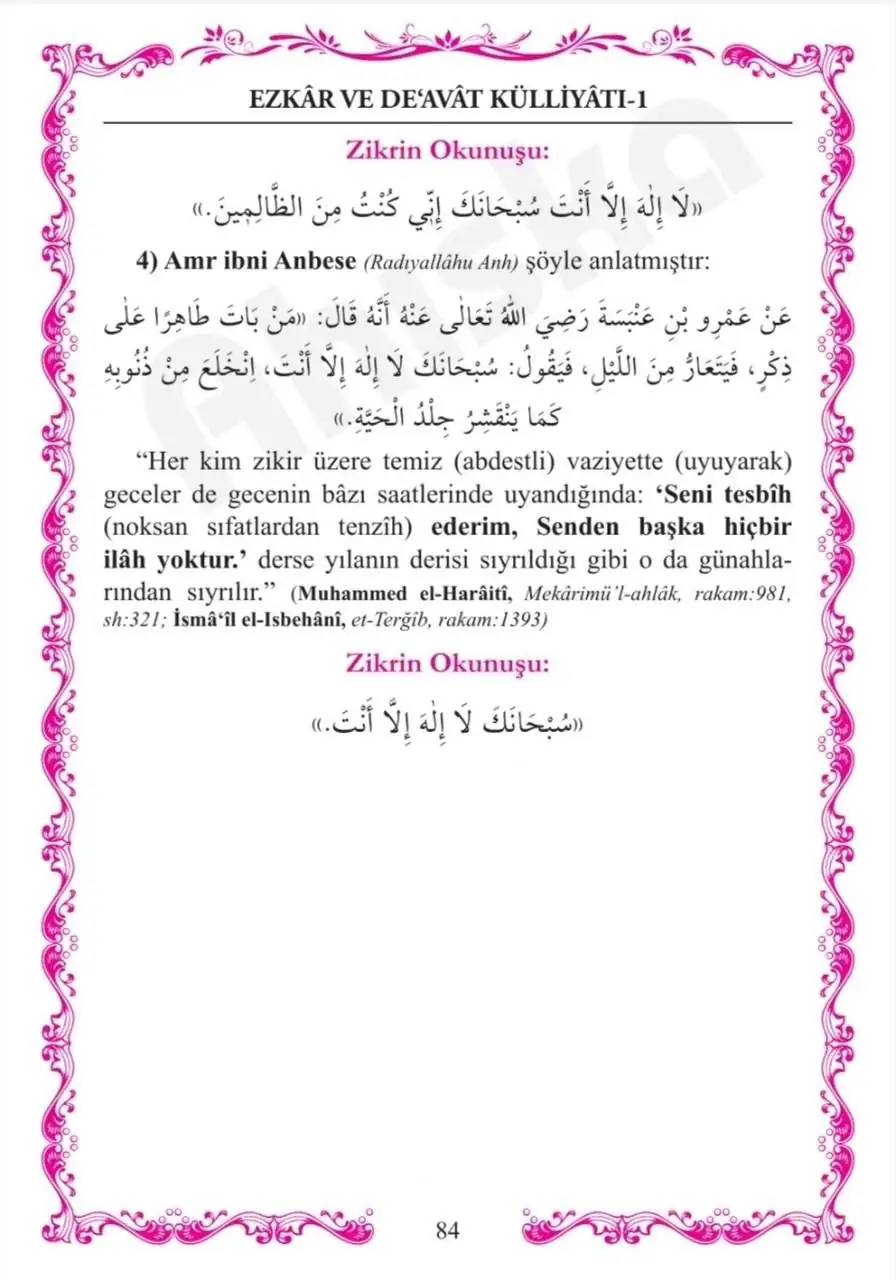 EZKÂR VE DE‘AVÂT KÜLLİYÂTI-1
Zikrin Okunuşu:
«لَا إِلٰهَ إِلَّا أَنْتَ سُبْحَانَكَ إِنِّي كُنْتُ مِنَ الظَّالِمِينَ.»
4) Amr ibni Anbese (Radıyallâhu Anh) şöyle anlatmıştır:
عَنْ عَمْرِو بْنِ عَنْبَسَةَ رَضِيَ اللّٰهُ تَعَالٰى عَنْهُ أَنَّهُ قَالَ: «مَنْ بَاتَ طَاهِرًا عَلٰى
ذِكْرٍ، فَيَتَعَارُّ مِنَ اللَّيْلِ، فَيَقُولُ: سُبْحَانَكَ لَا إِلٰهَ إِلَّا أَنْتَ، اِنْخَلَعَ مِنْ ذُنُوبِهِ
كَمَا يَنْقَشِرُ جِلْدُ الْحَيَّةِ.»
“Her kim zikir üzere temiz (abdestli) vaziyette (uyuyarak)
geceler de gecenin bâzı saatlerinde uyandığında: ‘Seni tesbîh
(noksan sıfatlardan tenzîh) ederim, Senden başka hiçbir
ilâh yoktur.’ derse yılanın derisi sıyrıldığı gibi o da günahla-
rından sıyrılır.” (Muhammed el-Harâitî, Mekârimü’l-ahlâk, rakam:981,
sh:321; İsmâ‘îl el-Isbehânî, et-Terğîb, rakam:1393)
Zikrin Okunuşu:
«سُبْحَانَكَ لَا إِلٰهَ إِلَّا أَنْتَ.»
84
Ahıska